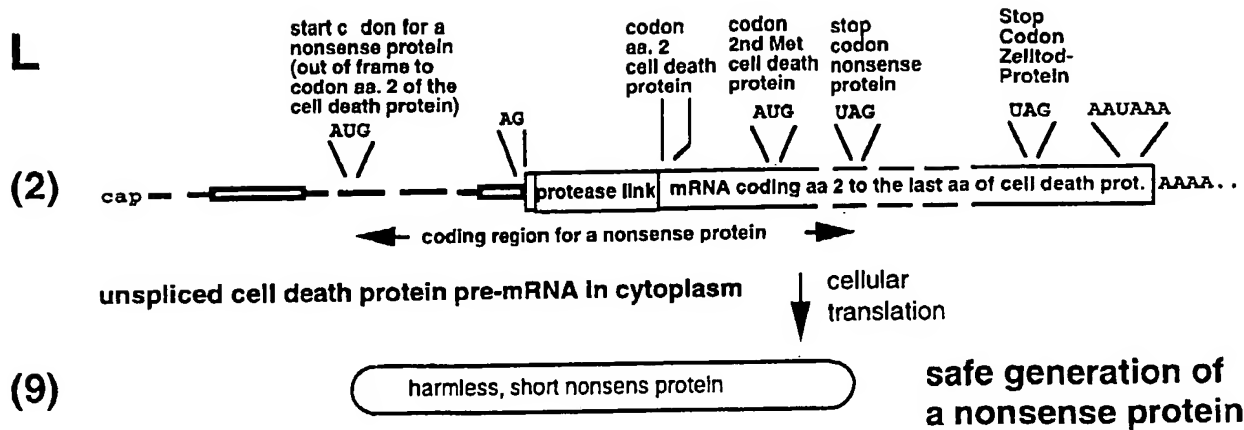 L
start c don for a
nonsense protein
(out of frame to
codon aa. 2 of the
cell death protein)
AUG
AG
codon
aa. 2
cell death
protein
codon
2nd Met
cell death
protein
AUG
stop
codon
nonsense
protein
UAG
Stop
Codon
Zelltod-
Protein
UAG
AAUAAA
(2)
cap
protease link
mRNA coding aa 2 to the last aa of cell death prot.
AAAA..
coding region for a nonsense protein
unspliced cell death protein pre-mRNA in cytoplasm
cellular
translation
(9)
harmless, short nonsens protein
safe generation of
a nonsense protein